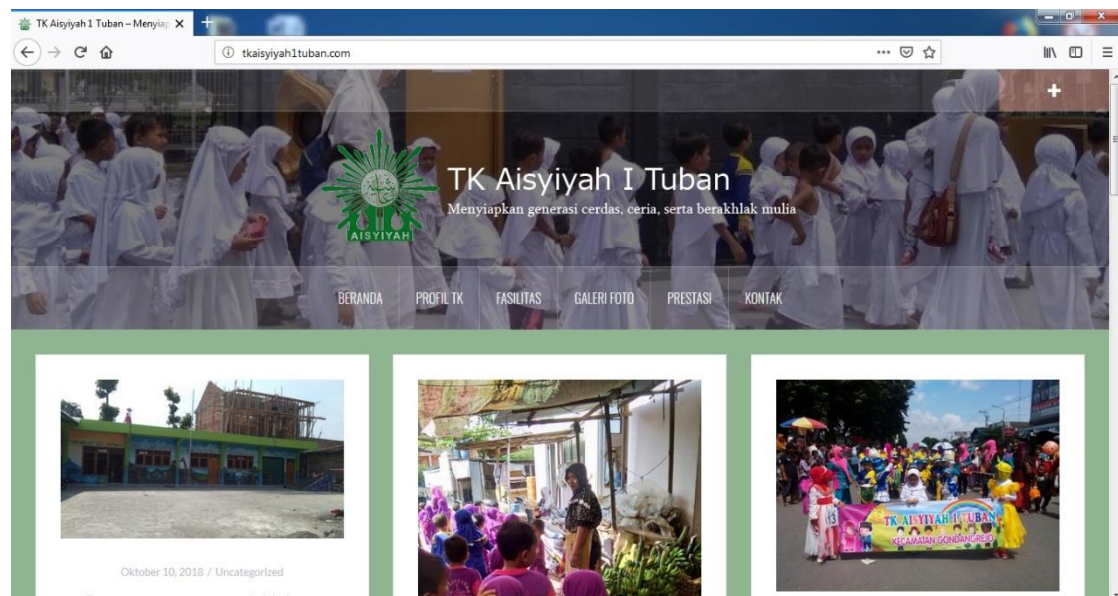 TK Aisyiyah 1 Tuban – Menyiap
tkaisyiyah1tuban.com
AISYIYAH
TK Aisyiyah I Tuban
Menyiapkan generasi cerdas, ceria, serta berakhlak mulia
BERANDA PROFIL TK FASILITAS GALERI FOTO PRESTASI KONTAK
13
TK AISYIYAH I TUBAN
KECAMATAN GONDANGREJO
Oktober 10, 2018 / Uncategorized